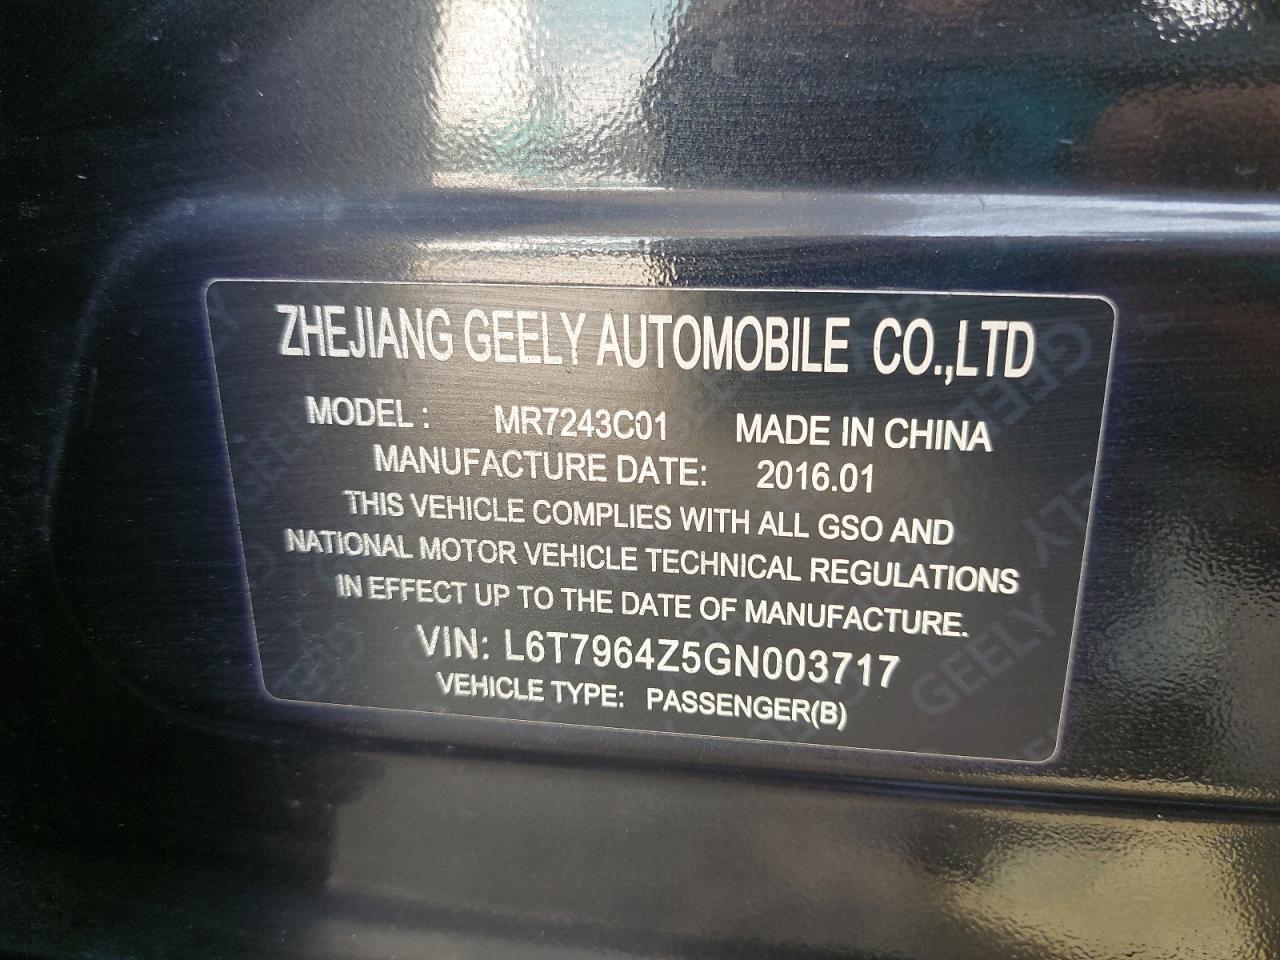 ZHEJIANG GEELY AUTOMOBILE CO.,LTD
MODEL: MR7243C01 MADE IN CHINA
MANUFACTURE DATE: 2016.01
THIS VEHICLE COMPLIES WITH ALL GSO AND
NATIONAL MOTOR VEHICLE TECHNICAL REGULATIONS
IN EFFECT UP TO THE DATE OF MANUFACTURE.
VIN: L6T7964Z5GN003717
VEHICLE TYPE: PASSENGER(B)
GEELY